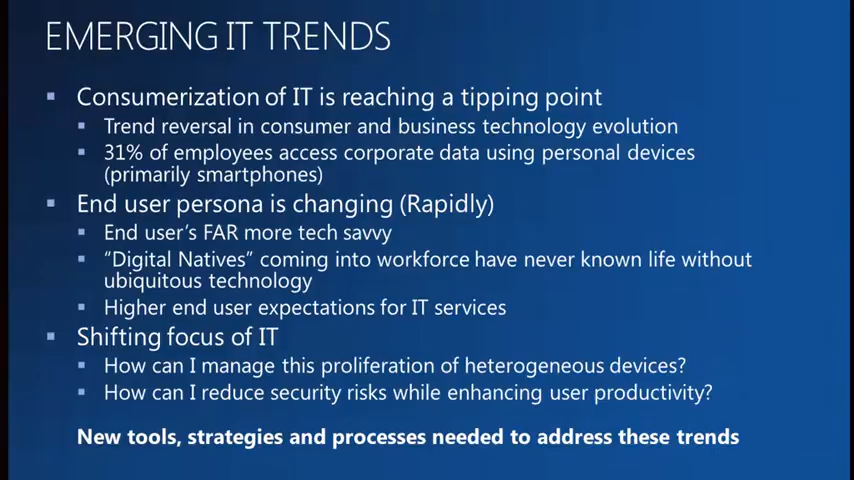 EMERGING IT TRENDS
Consumerization of IT is reaching a tipping point
Trend reversal in consumer and business technology evolution
31% of employees access corporate data using personal devices
(primarily smartphones)
End user persona is changing (Rapidly)
End user’s FAR more tech savvy
“Digital Natives” coming into workforce have never known life without
ubiquitous technology
Higher end user expectations for IT services
Shifting focus of IT
How can I manage this proliferation of heterogeneous devices?
How can I reduce security risks while enhancing user productivity?
New tools, strategies and processes needed to address these trends